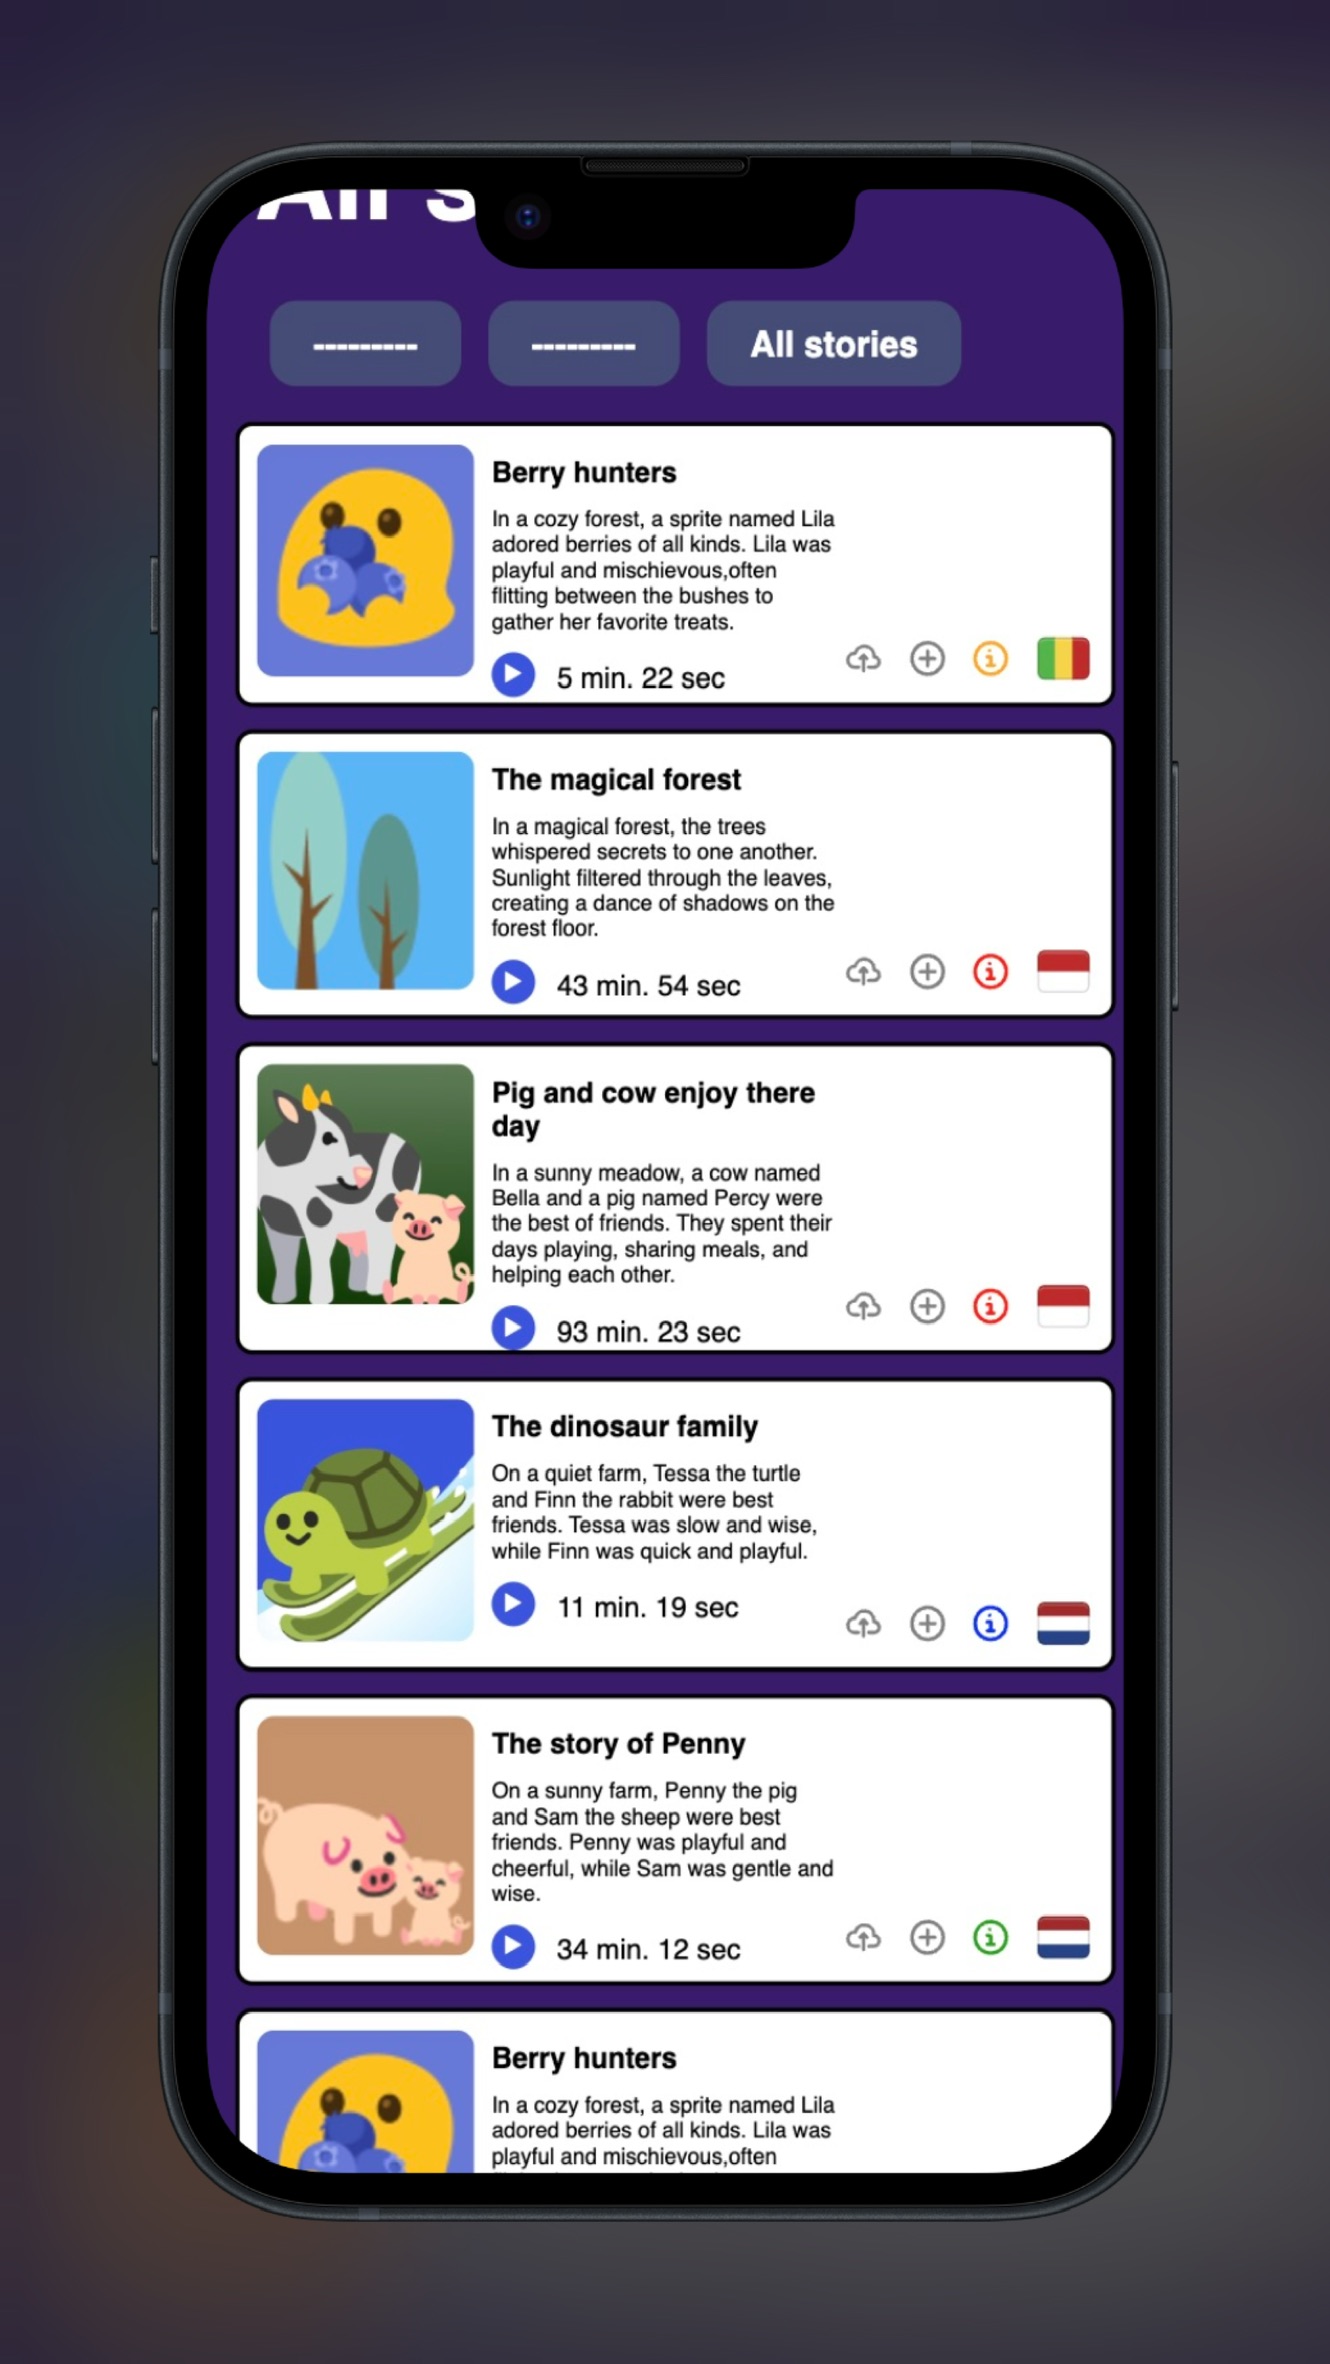 All s
--------- --------- All stories
Berry hunters
In a cozy forest, a sprite named Lila
adored berries of all kinds. Lila was
playful and mischievous,often
flitting between the bushes to
gather her favorite treats.
5 min. 22 sec
The magical forest
In a magical forest, the trees
whispered secrets to one another.
Sunlight filtered through the leaves,
creating a dance of shadows on the
forest floor.
43 min. 54 sec
Pig and cow enjoy there
day
In a sunny meadow, a cow named
Bella and a pig named Percy were
the best of friends. They spent their
days playing, sharing meals, and
helping each other.
93 min. 23 sec
The dinosaur family
On a quiet farm, Tessa the turtle
and Finn the rabbit were best
friends. Tessa was slow and wise,
while Finn was quick and playful.
11 min. 19 sec
The story of Penny
On a sunny farm, Penny the pig
and Sam the sheep were best
friends. Penny was playful and
cheerful, while Sam was gentle and
wise.
34 min. 12 sec
Berry hunters
In a cozy forest, a sprite named Lila
adored berries of all kinds. Lila was
playful and mischievous,often